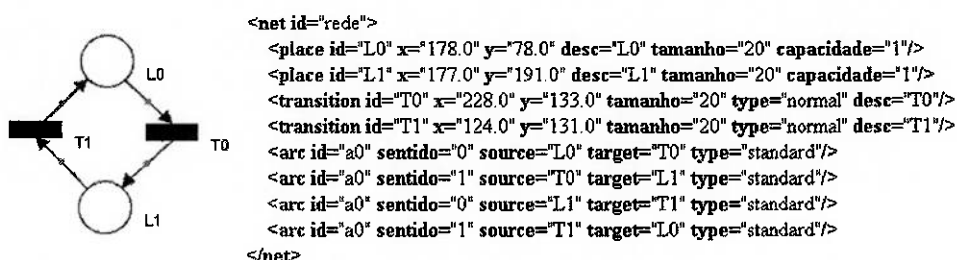 L0
T1
T0
L1
<net id="rede">
<place id="L0" x="178.0" y="78.0" desc="L0" tamanho="20" capacidade="1"/>
<place id="L1" x="177.0" y="191.0" desc="L1" tamanho="20" capacidade="1"/>
<transition id="T0" x="228.0" y="133.0" tamanho="20" type="normal" desc="T0"/>
<transition id="T1" x="124.0" y="131.0" tamanho="20" type="normal" desc="T1"/>
<arc id="a0" sentido="0" source="L0" target="T0" type="standard"/>
<arc id="a0" sentido="1" source="T0" target="L1" type="standard"/>
<arc id="a0" sentido="0" source="L1" target="T1" type="standard"/>
<arc id="a0" sentido="1" source="T1" target="L0" type="standard"/>
</net>